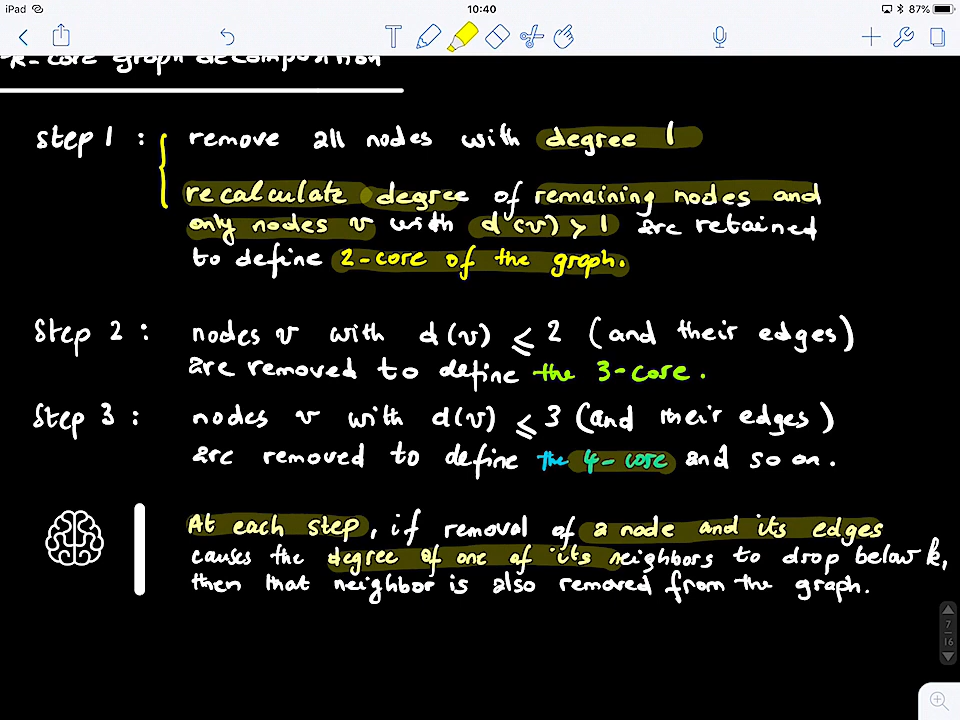 iPad
10:40
87%
T
k-core graph decomposition
Step 1 : remove all nodes with degree 1
recalculate degree of remaining nodes and
only nodes v with d(v) > 1 are retained
to define 2-core of the graph.
Step 2 : nodes v with d(v) ⩽ 2 (and their edges)
are removed to define the 3-core.
Step 3 : nodes v with d(v) ⩽ 3 (and their edges)
are removed to define the 4-core and so on.
At each step, if removal of a node and its edges
causes the degree of one of its neighbors to drop below k,
then that neighbor is also removed from the graph.
7
16